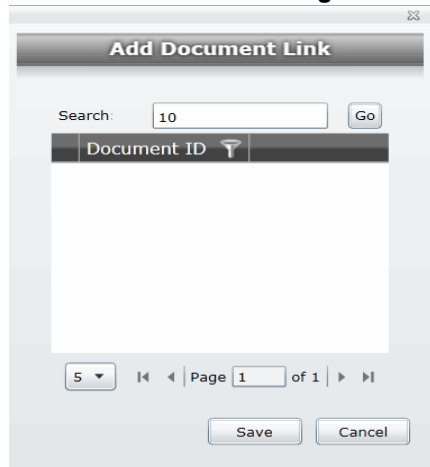 Add Document Link
Search: 10 Go
Document ID
5 Page 1 of 1
Save Cancel